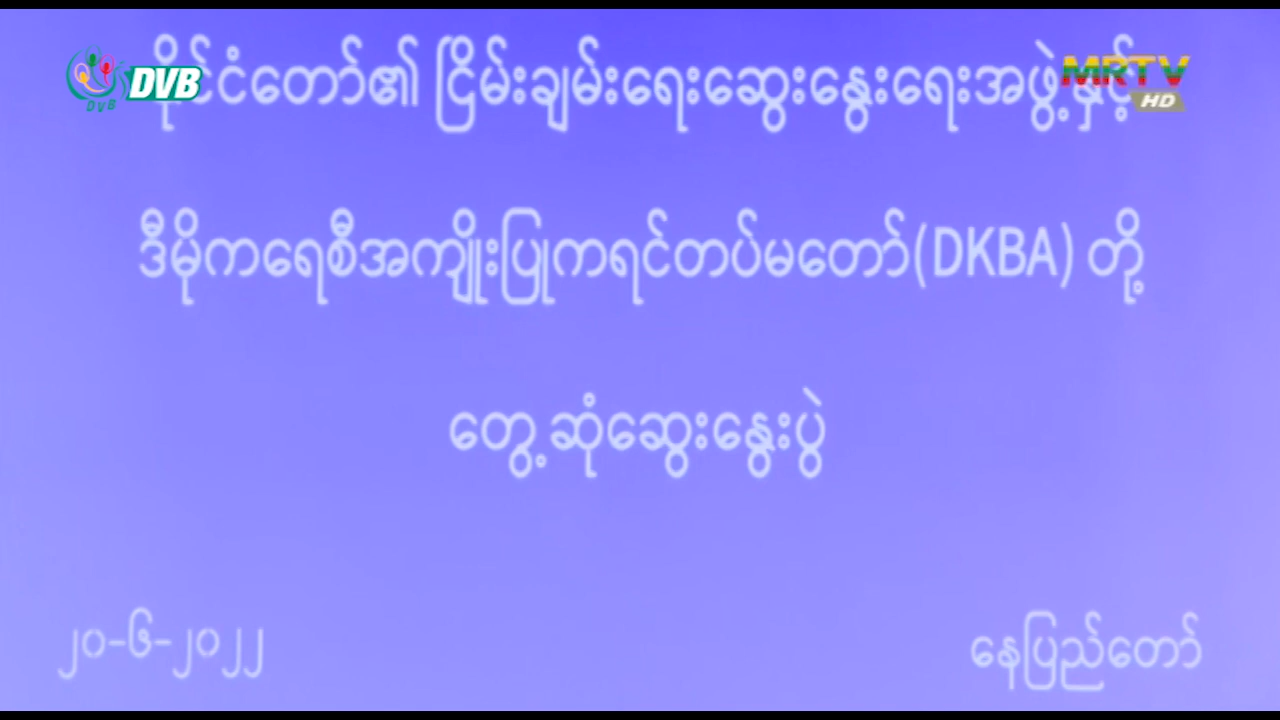 နိုင်ငံတော်၏ ငြိမ်းချမ်းရေးဆွေးနွေးရေးအဖွဲ့နှင့်
DVB
DVB
MRTV
HD
ဒီမိုကရေစီအကျိုးပြုကရင်တပ်မတော်(DKBA) တို့
တွေ့ဆုံဆွေးနွေးပွဲ
၂၀-၆-၂၀၂၂
နေပြည်တော်